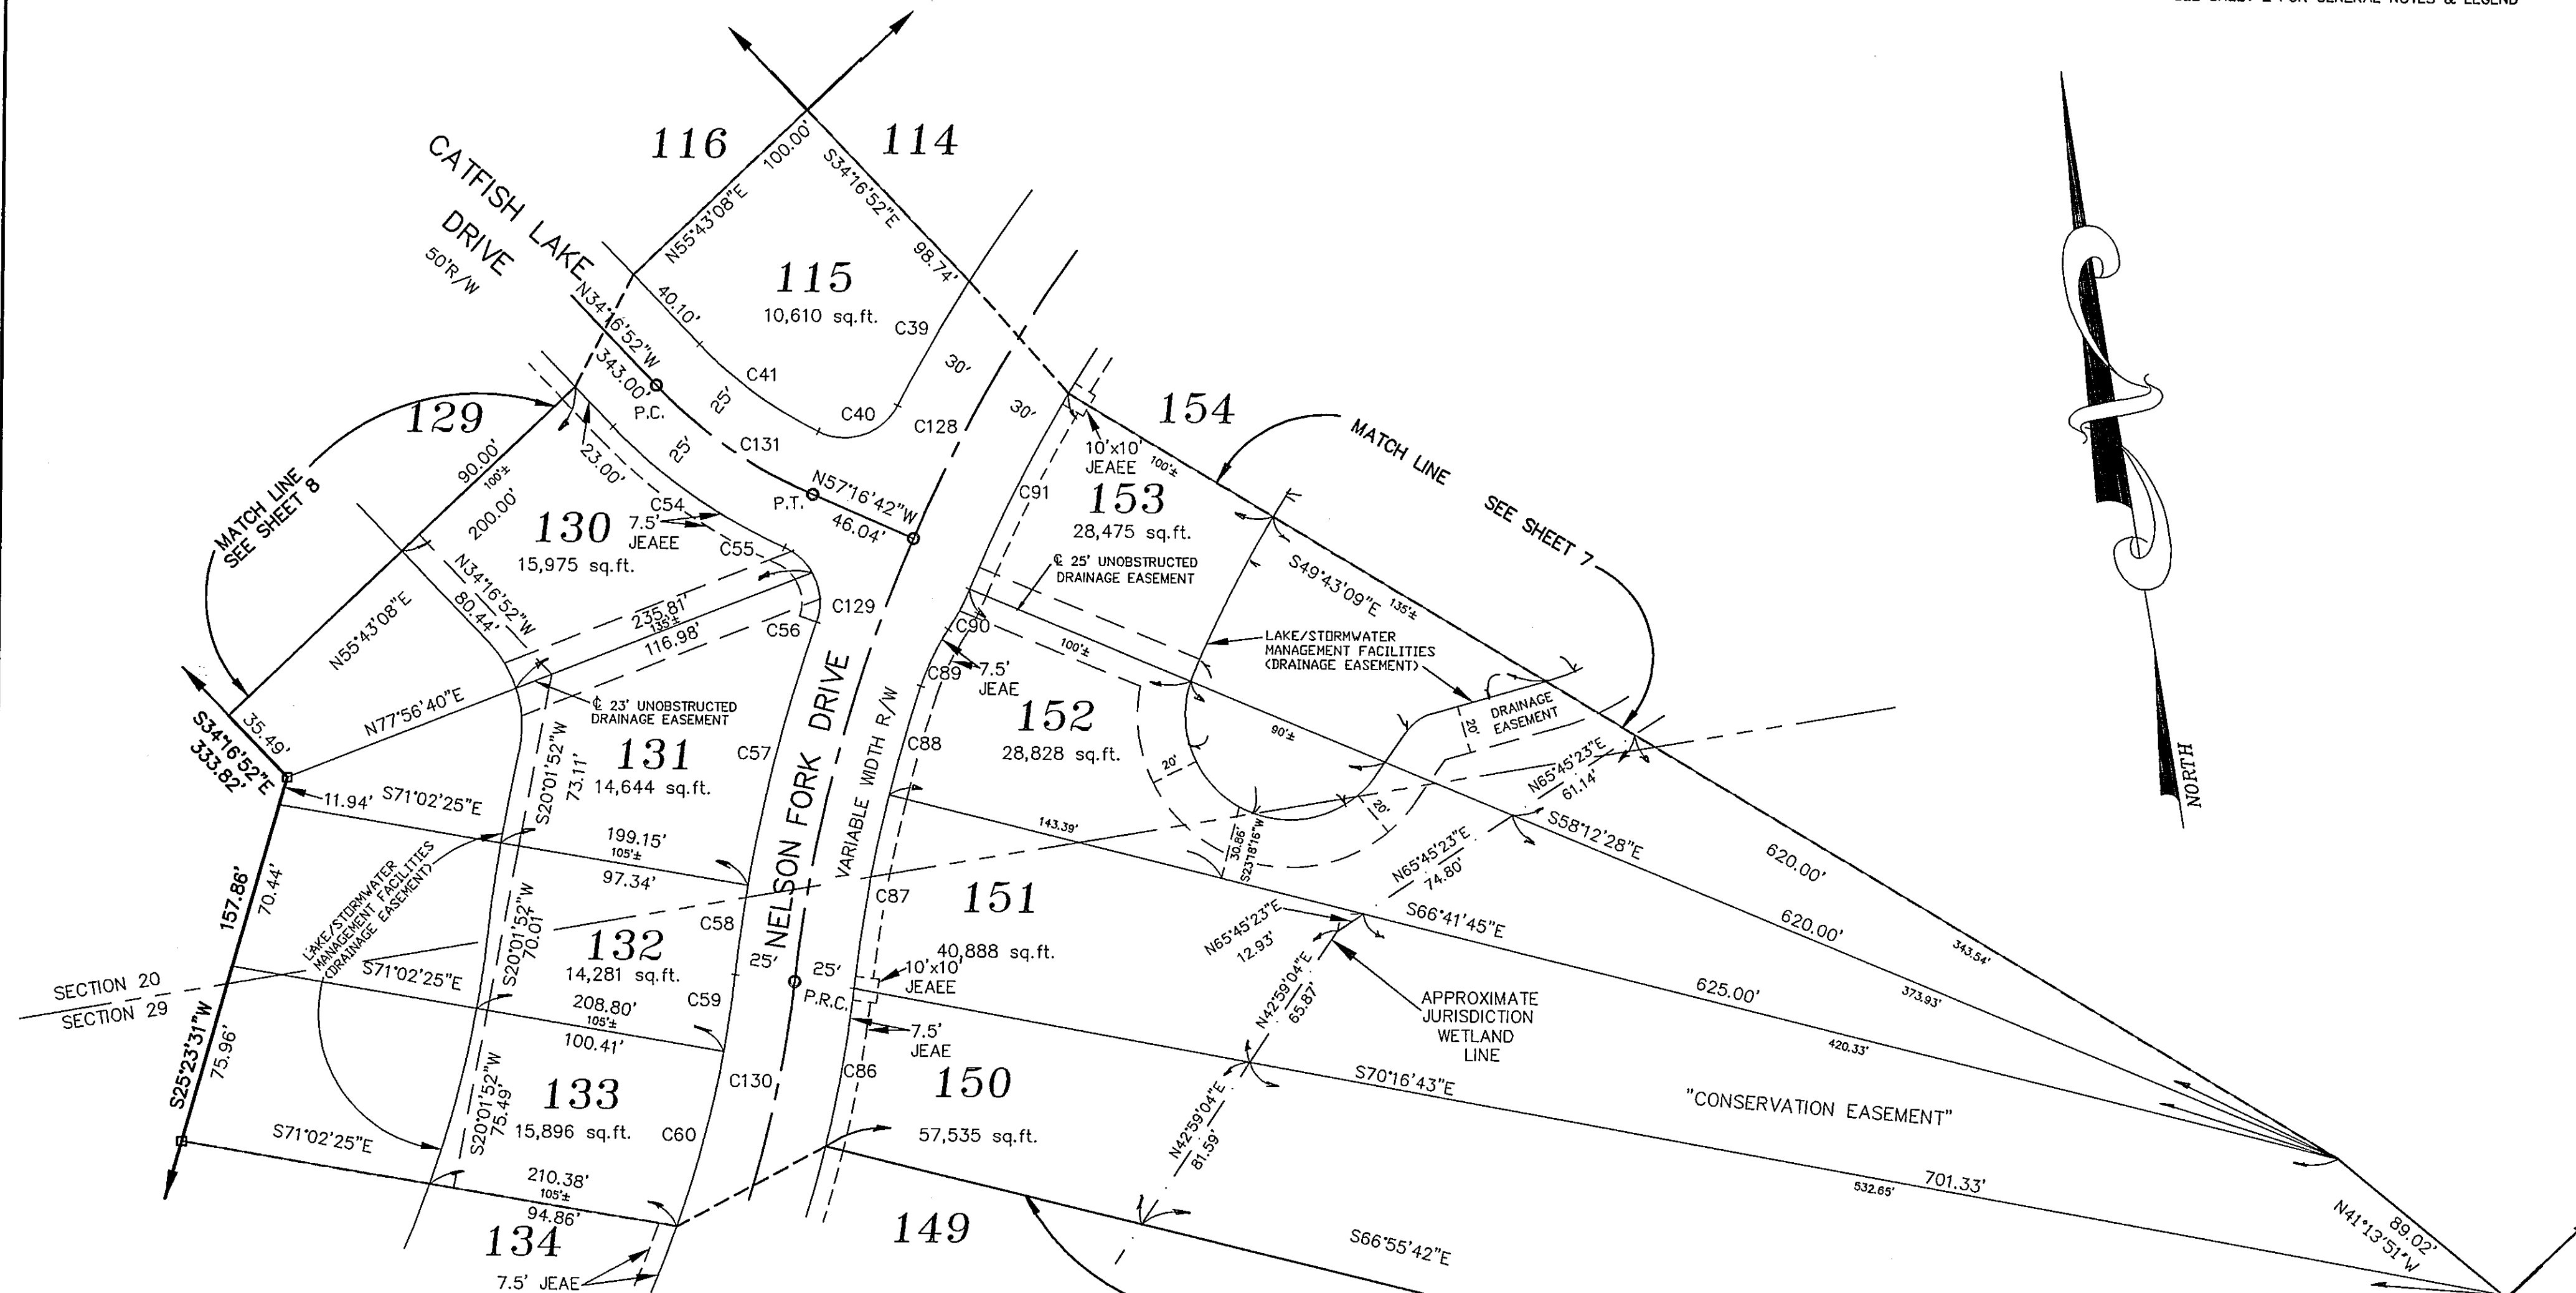 116
114
CATFISH LAKE
DRIVE
50'R/W
N55°43'08"E
100.00'
S34°16'52"E
98.74'
115
10,610 sq.ft.
40.10'
C39
C41
C40
N34°16'52"W
343.00'
P.C.
25'
25'
30'
30'
C128
C131
N57°16'42"W
P.T.
46.04'
129
MATCH LINE
SEE SHEET 8
90.00'
100'±
200.00'
N55°43'08"E
23.00'
130
15,975 sq.ft.
C54
7.5'
JEAEE
C55
N34°16'52"W
80.44'
235.81'
135'±
116.98'
C129
C56
N77°56'40"E
35.49'
S34°16'52"E
333.82'
℄ 23' UNOBSTRUCTED
DRAINAGE EASEMENT
131
14,644 sq.ft.
C57
S20°01'52"W
73.11'
11.94'
S71°02'25"E
199.15'
105'±
97.34'
157.86'
70.44'
LAKE/STORMWATER
MANAGEMENT FACILITIES
(DRAINAGE EASEMENT)
S20°01'52"W
70.01'
132
14,281 sq.ft.
C58
25'
25'
SECTION 20
SECTION 29
S71°02'25"E
208.80'
105'±
100.41'
C59
P.R.C.
S25°23'31"W
75.96'
S20°01'52"W
75.49'
133
15,896 sq.ft.
C130
C60
S71°02'25"E
210.38'
105'±
94.86'
134
7.5' JEAE
NELSON FORK DRIVE
VARIABLE WIDTH R/W
154
10'x10'
JEAEE
100'±
MATCH LINE SEE SHEET 7
C91
153
28,475 sq.ft.
℄ 25' UNOBSTRUCTED
DRAINAGE EASEMENT
S49°43'09"E
135'±
C90
100'±
LAKE/STORMWATER
MANAGEMENT FACILITIES
(DRAINAGE EASEMENT)
C89
7.5'
JEAE
152
28,828 sq.ft.
C88
20'
90'±
20'
DRAINAGE
EASEMENT
N65°45'23"E
61.14'
20'
143.39'
30.86'
S23°18'16"W
N65°45'23"E
74.80'
S58°12'28"E
620.00'
C87
151
40,888 sq.ft.
N65°45'23"E
12.93'
S66°41'45"E
620.00'
343.54'
10'x10'
JEAEE
N42°59'04"E
65.87'
APPROXIMATE
JURISDICTION
WETLAND
LINE
625.00'
373.93'
420.33'
7.5'
JEAE
C86
150
57,535 sq.ft.
N42°59'04"E
81.59'
S70°16'43"E
"CONSERVATION EASEMENT"
701.33'
532.65'
149
S66°55'42"E
89.02'
N41°13'51"W
NORTH